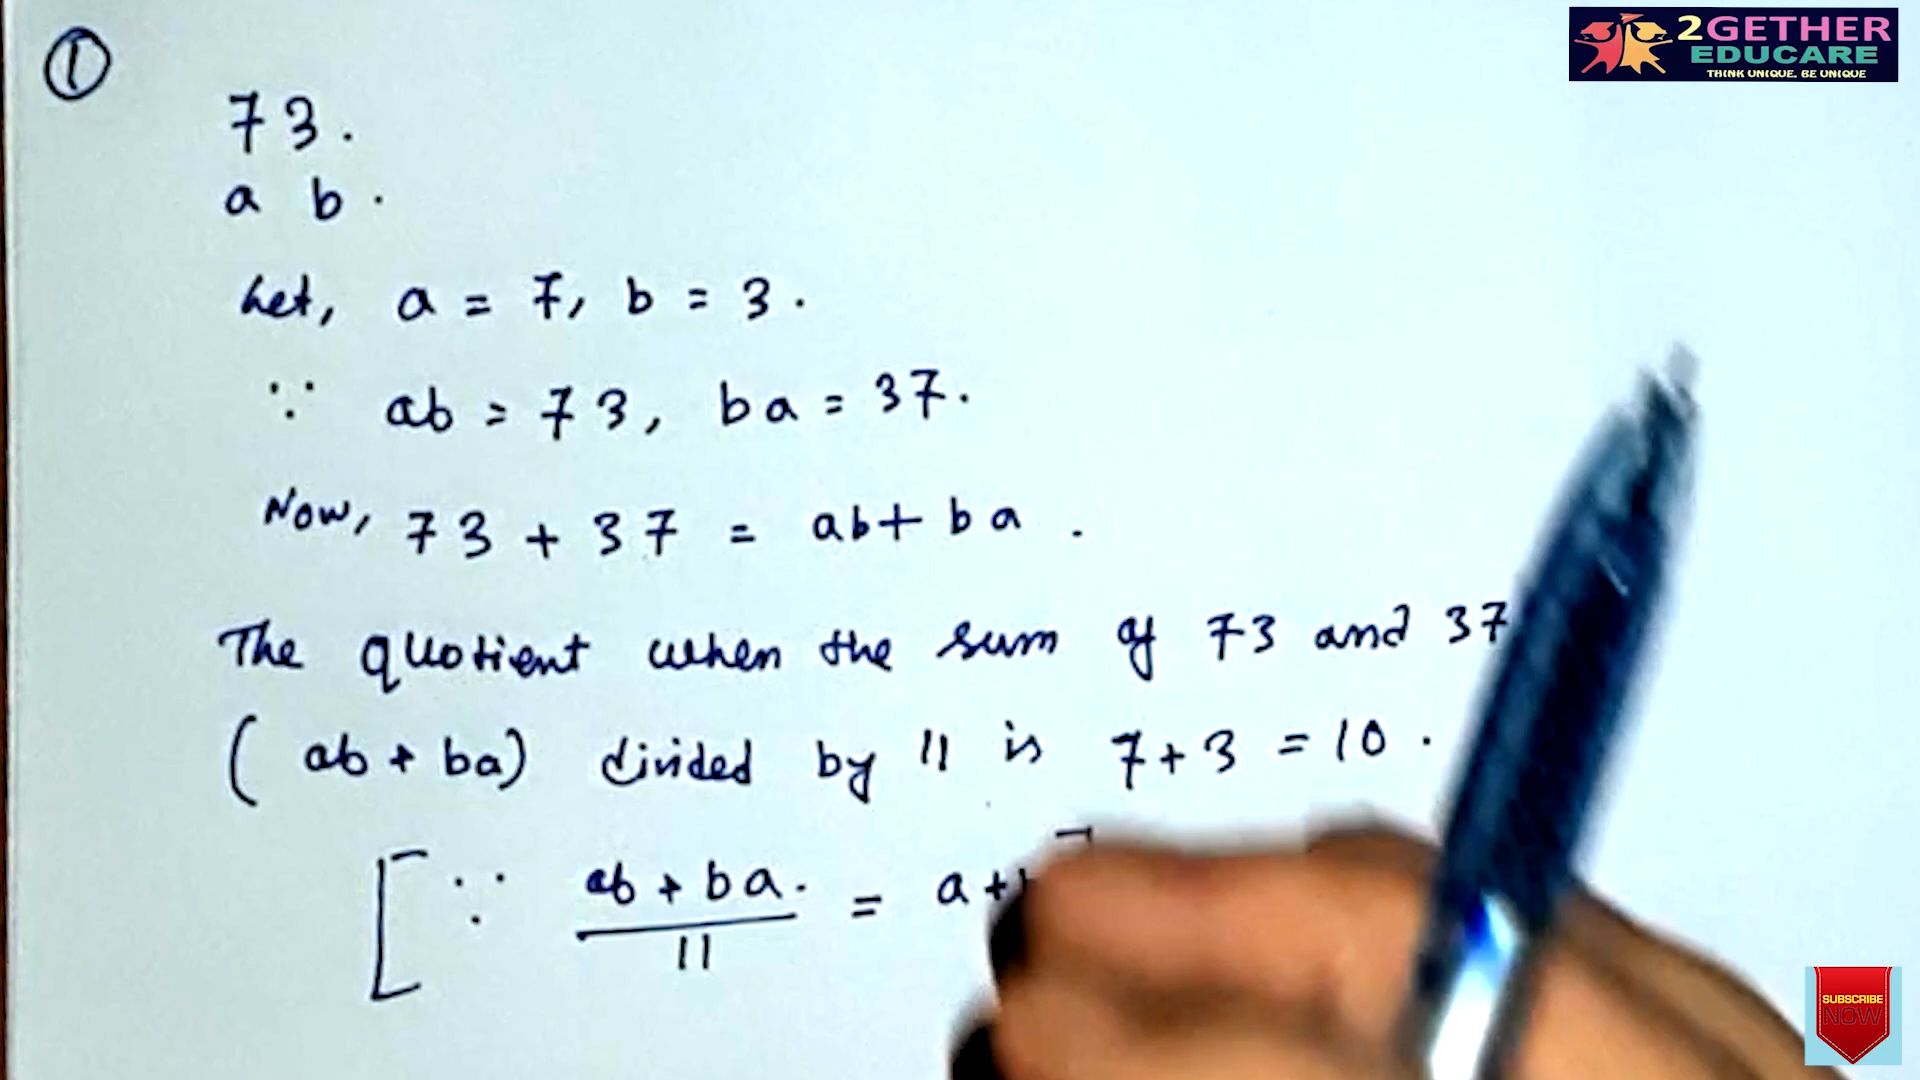 ①
73.
a b.
Let, a = 7, b = 3.
∵ ab = 73, ba = 37.
Now, 73 + 37 = ab + ba.
The quotient when the sum of 73 and 37
(ab + ba) divided by 11 is 7+3 = 10.
[∵ ab + ba. = a +
11
2GETHER
EDUCARE
THINK UNIQUE. BE UNIQUE
SUBSCRIBE
NOW